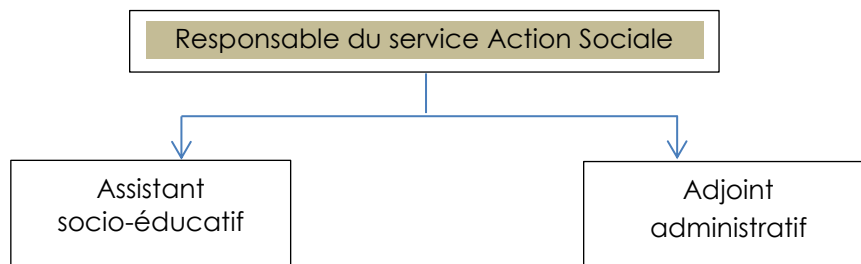 Responsable du service Action Sociale
Assistant
socio-éducatif
Adjoint
administratif